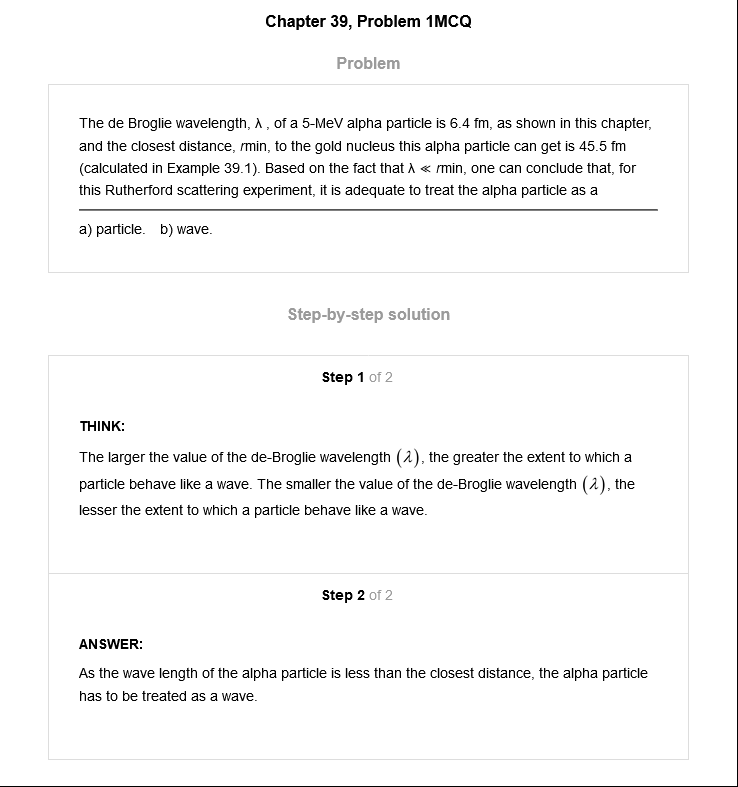 Chapter 39, Problem 1MCQ
Problem
The de Broglie wavelength, λ , of a 5-MeV alpha particle is 6.4 fm, as shown in this chapter,
and the closest distance, rmin, to the gold nucleus this alpha particle can get is 45.5 fm
(calculated in Example 39.1). Based on the fact that λ ≪ rmin, one can conclude that, for
this Rutherford scattering experiment, it is adequate to treat the alpha particle as a
a) particle. b) wave.
Step-by-step solution
Step 1 of 2
THINK:
The larger the value of the de-Broglie wavelength (λ), the greater the extent to which a
particle behave like a wave. The smaller the value of the de-Broglie wavelength (λ), the
lesser the extent to which a particle behave like a wave.
Step 2 of 2
ANSWER:
As the wave length of the alpha particle is less than the closest distance, the alpha particle
has to be treated as a wave.